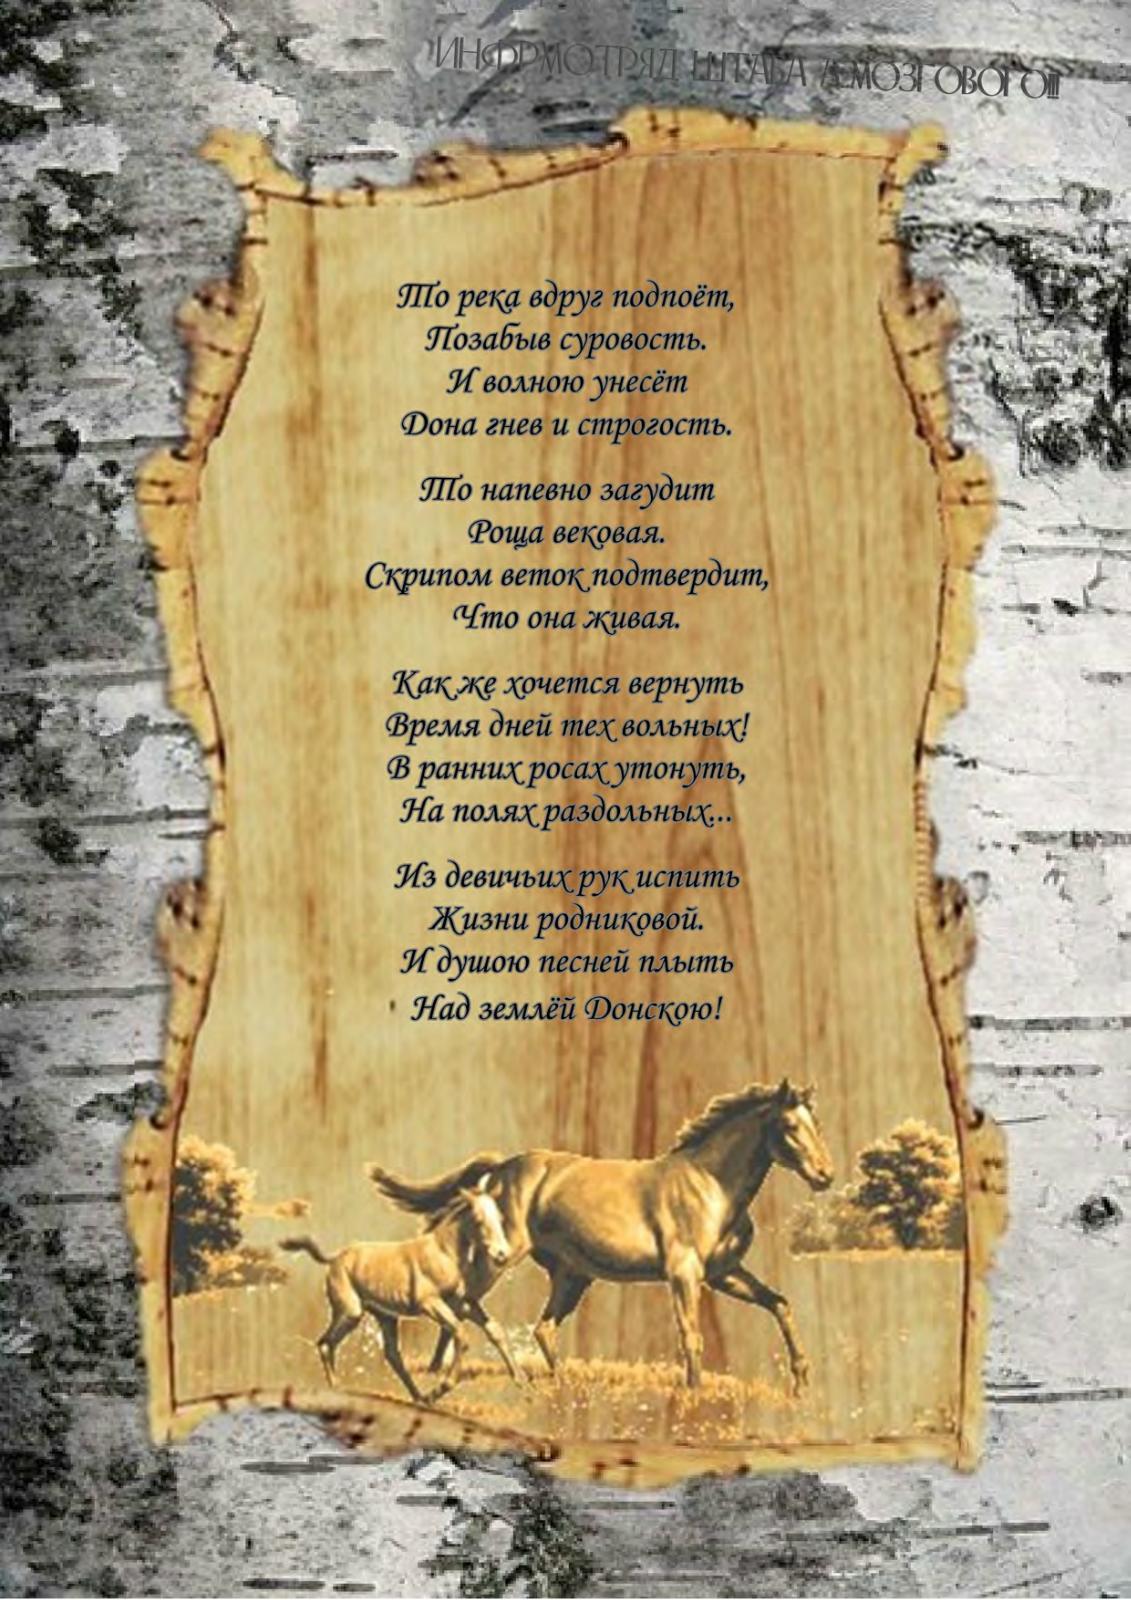 ИНФРМОТРЯД ШТАБА А.МОЗГОВОГО!!!
То река вдруг подпоёт,
Позабыв суровость.
И волною унесёт
Дона гнев и строгость.
То напевно загудит
Роща вековая.
Скрипом веток подтвердит,
Что она живая.
Как же хочется вернуть
Время дней тех вольных!
В ранних росах утонуть,
На полях раздольных...
Из девичьих рук испить
Жизни родниковой.
И душою песней плыть
Над землёй Донскою!